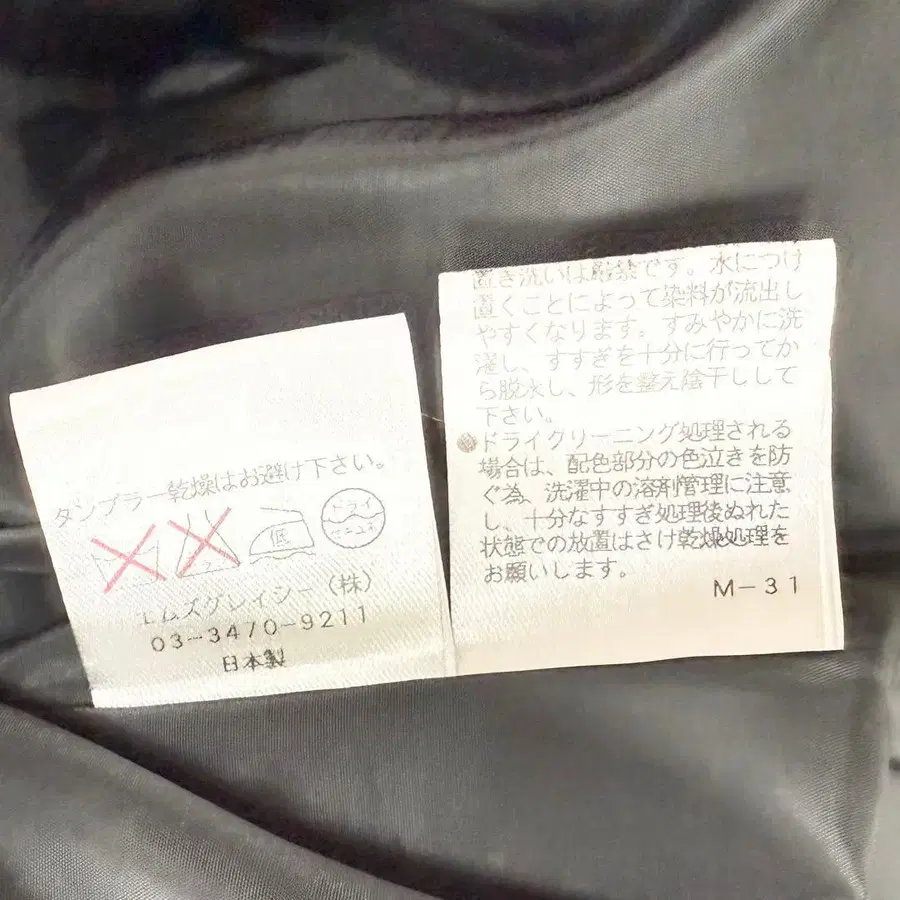 タンブラー乾燥はお避け下さい。
低
ドライ
エムズグレイシー(株)
03-3470-9211
日本製
置き洗いは厳禁です。水につけ
置くことによって染料が流出し
やすくなります。すみやかに洗
濯し、すすぎを十分に行ってか
ら脱水し、形を整え陰干しして
下さい。
ドライクリーニング処理される
場合は、配色部分の色泣きを防
ぐ為、洗濯中の溶剤管理に注意
し、十分なすすぎ処理後ぬれた
状態での放置はさけ乾燥処理を
お願いします。
M-31